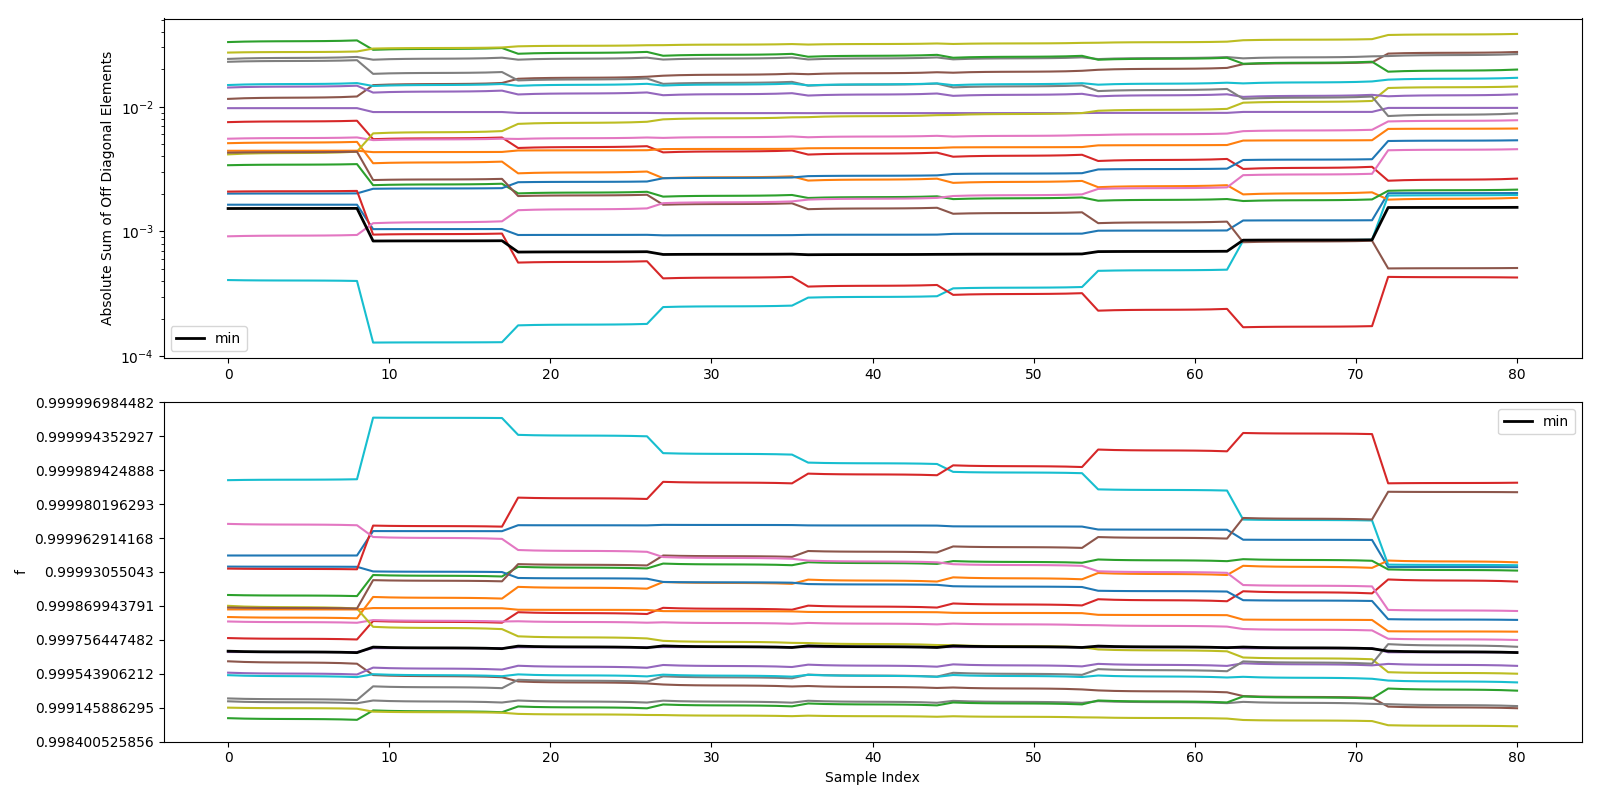 Absolute Sum of Off Diagonal Elements
10⁻²
10⁻³
10⁻⁴
min
0 10 20 30 40 50 60 70 80
f
0.999996984482
0.999994352927
0.999989424888
0.999980196293
0.999962914168
0.99993055043
0.999869943791
0.999756447482
0.999543906212
0.999145886295
0.998400525856
min
0 10 20 30 40 50 60 70 80
Sample Index